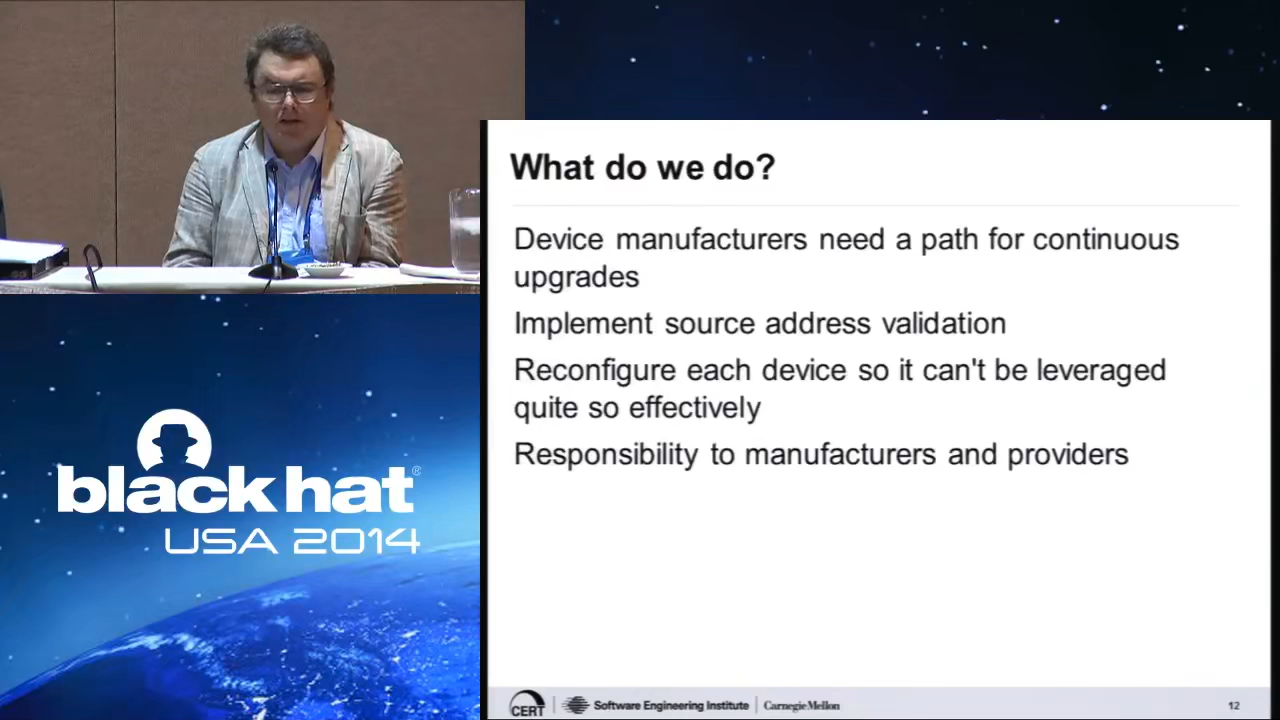 What do we do?
Device manufacturers need a path for continuous
upgrades
Implement source address validation
Reconfigure each device so it can't be leveraged
quite so effectively
Responsibility to manufacturers and providers
black hat®
USA 2014
CERT
Software Engineering Institute
Carnegie Mellon
12